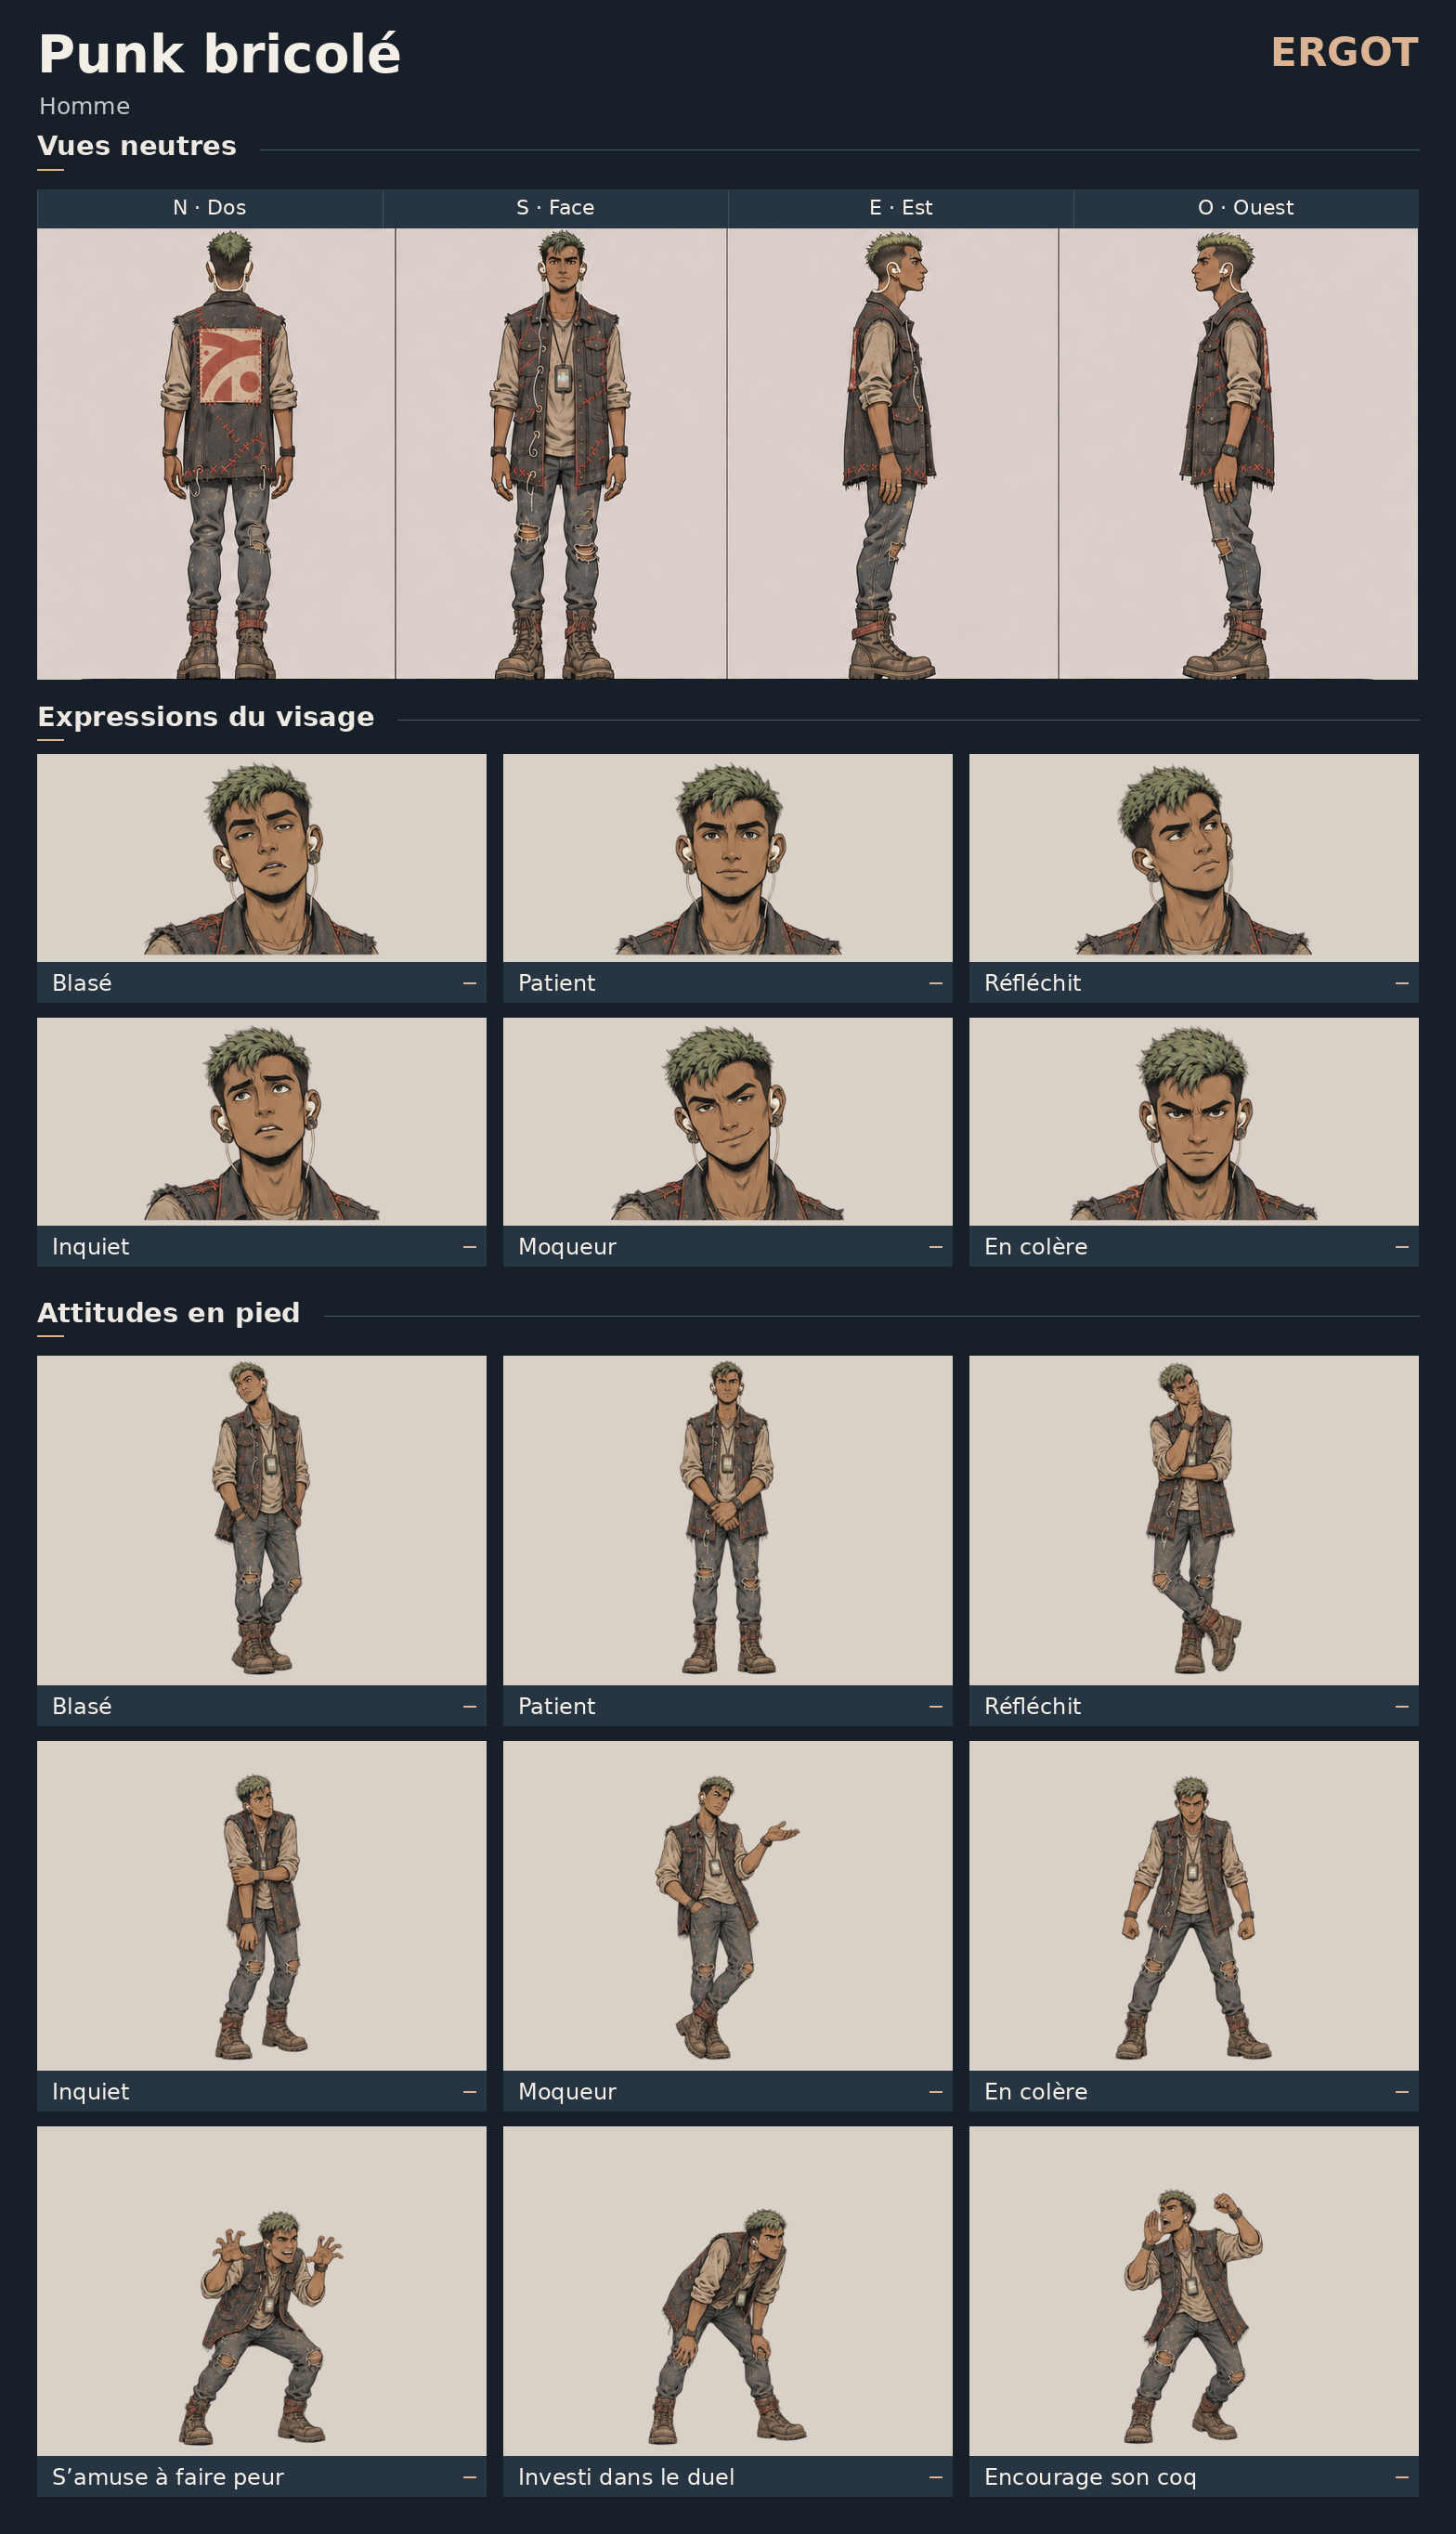 Punk bricolé
ERGOT
Homme
Vues neutres
N · Dos
S · Face
E · Est
O · Ouest
Expressions du visage
Blasé –
Patient –
Réfléchit –
Inquiet –
Moqueur –
En colère –
Attitudes en pied
Blasé –
Patient –
Réfléchit –
Inquiet –
Moqueur –
En colère –
S’amuse à faire peur –
Investi dans le duel –
Encourage son coq –